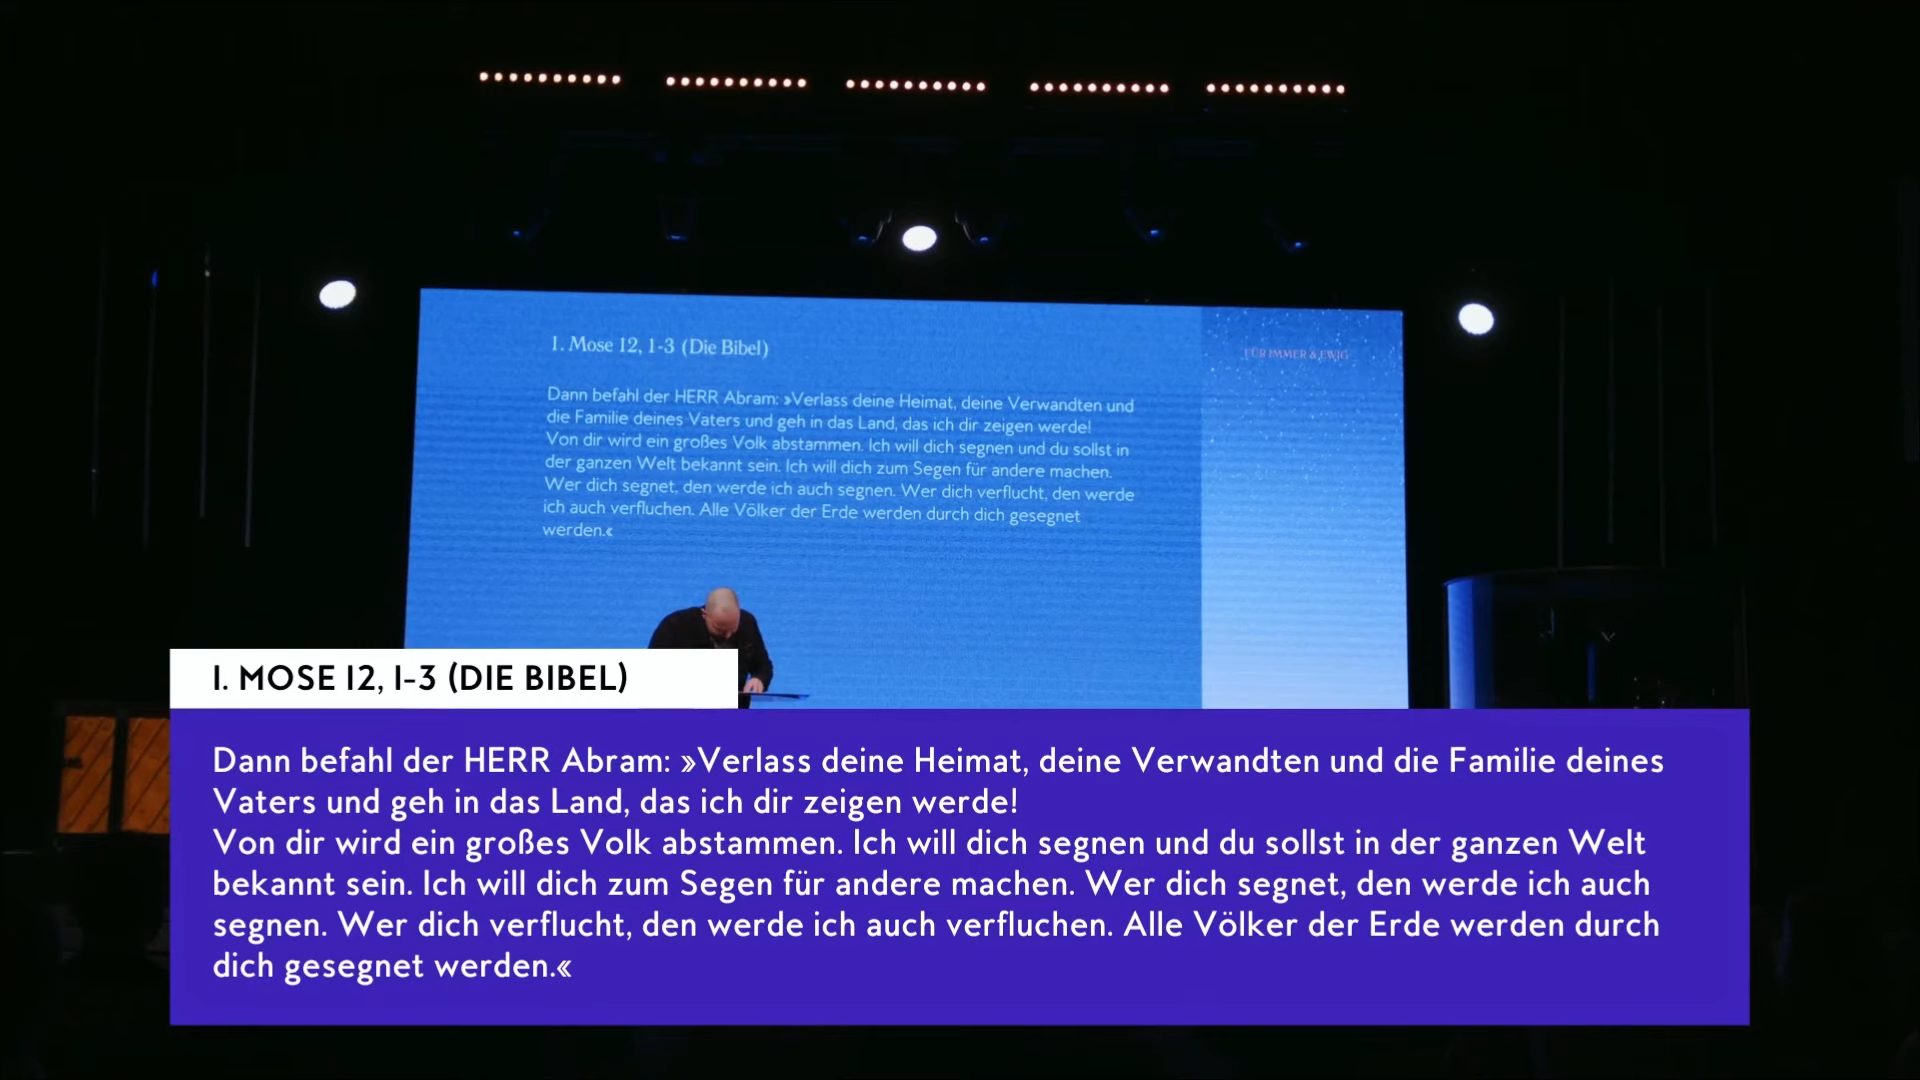 1. Mose 12, 1-3 (Die Bibel)
FÜR IMMER & EWIG
Dann befahl der HERR Abram: »Verlass deine Heimat, deine Verwandten und
die Familie deines Vaters und geh in das Land, das ich dir zeigen werde!
Von dir wird ein großes Volk abstammen. Ich will dich segnen und du sollst in
der ganzen Welt bekannt sein. Ich will dich zum Segen für andere machen.
Wer dich segnet, den werde ich auch segnen. Wer dich verflucht, den werde
ich auch verfluchen. Alle Völker der Erde werden durch dich gesegnet
werden.«
1. MOSE 12, 1-3 (DIE BIBEL)
Dann befahl der HERR Abram: »Verlass deine Heimat, deine Verwandten und die Familie deines
Vaters und geh in das Land, das ich dir zeigen werde!
Von dir wird ein großes Volk abstammen. Ich will dich segnen und du sollst in der ganzen Welt
bekannt sein. Ich will dich zum Segen für andere machen. Wer dich segnet, den werde ich auch
segnen. Wer dich verflucht, den werde ich auch verfluchen. Alle Völker der Erde werden durch
dich gesegnet werden.«